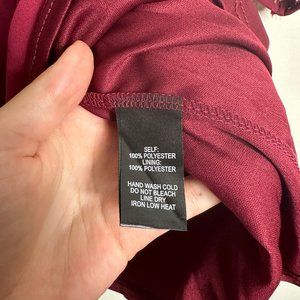 SELF:
100% POLYESTER
LINING:
100% POLYESTER
HAND WASH COLD
DO NOT BLEACH
LINE DRY
IRON LOW HEAT